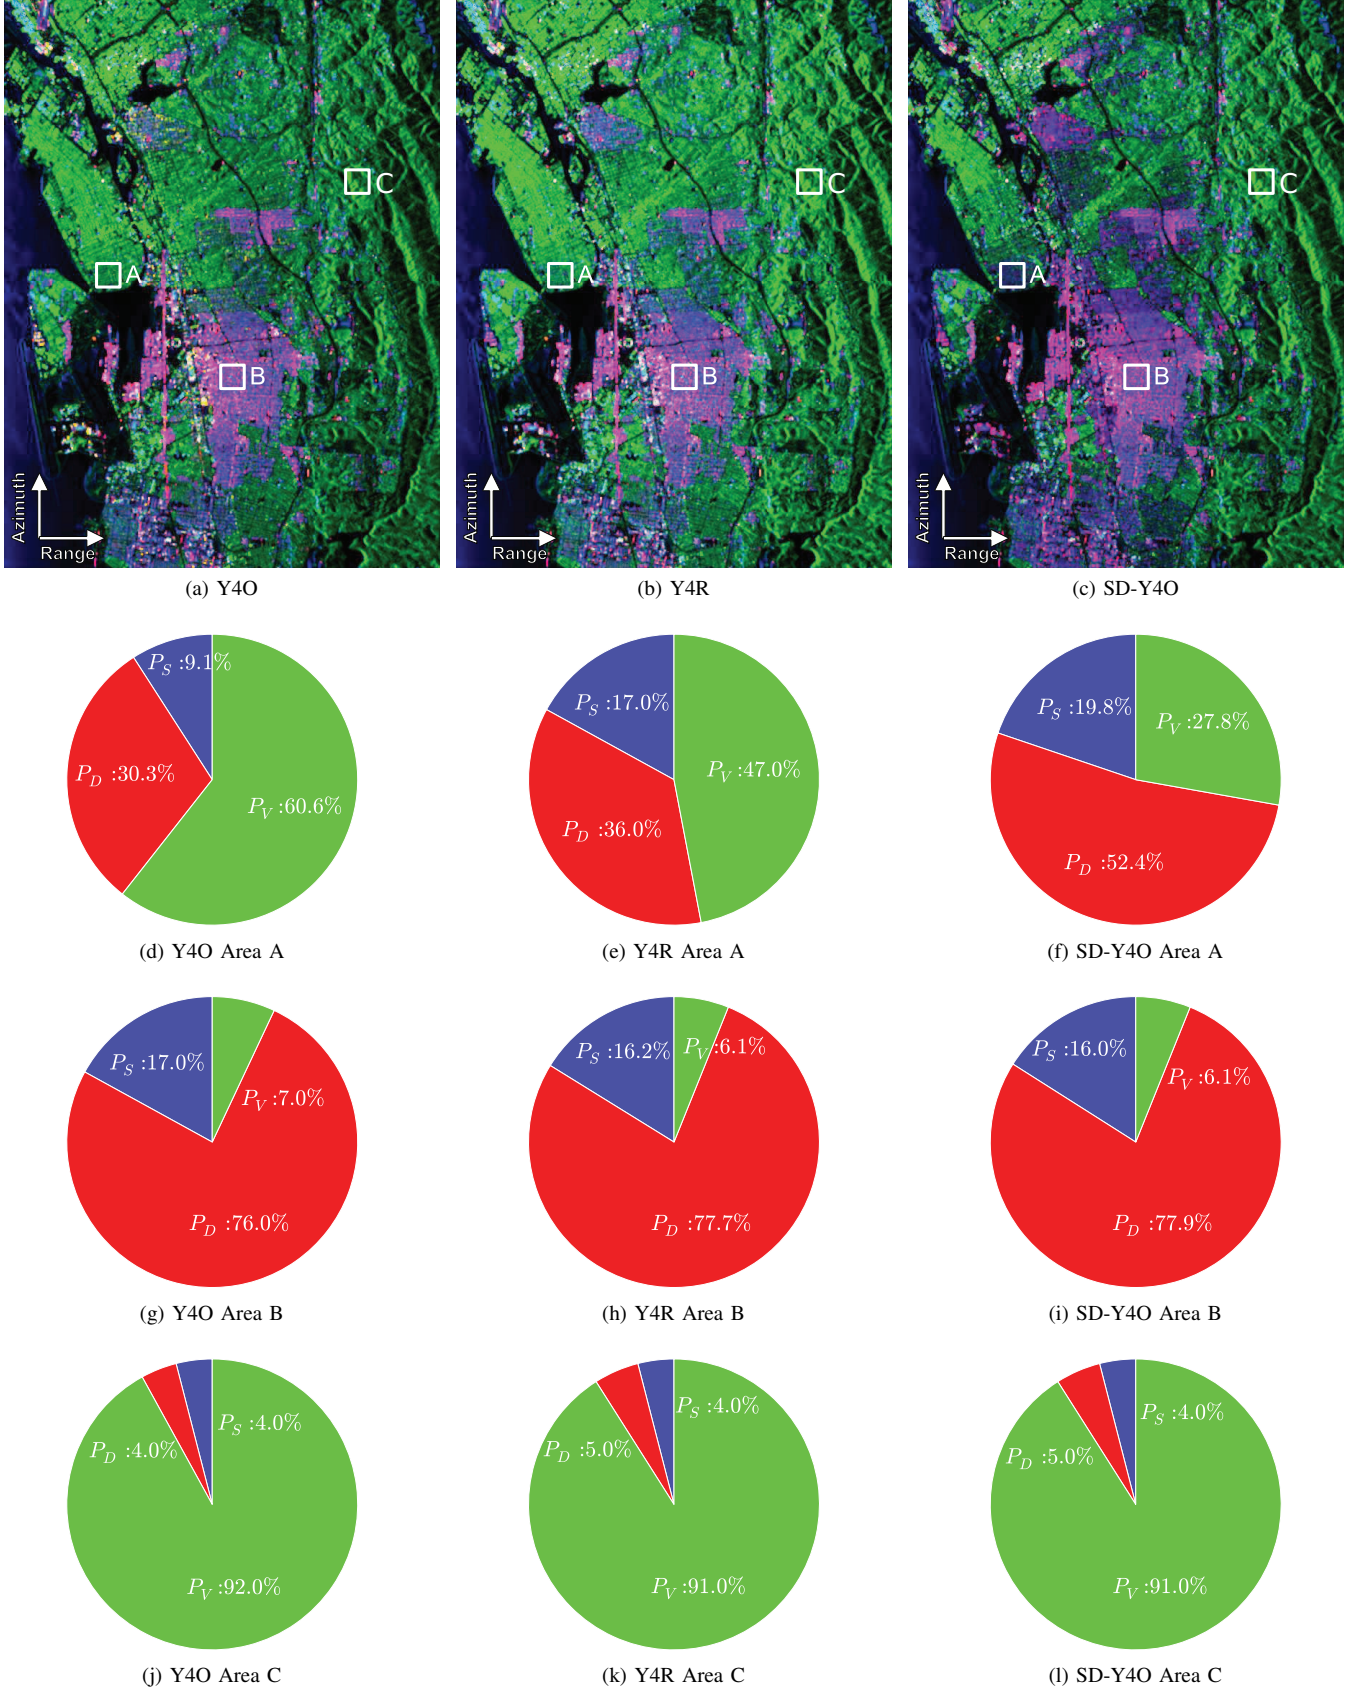 C
C
C
A
A
A
B
B
B
Azimuth
Range
Azimuth
Range
Azimuth
Range
(a) Y4O
(b) Y4R
(c) SD-Y4O
P_S :9.1%
P_D :30.3%
P_V :60.6%
P_S :17.0%
P_V :47.0%
P_D :36.0%
P_S :19.8%
P_V :27.8%
P_D :52.4%
(d) Y4O Area A
(e) Y4R Area A
(f) SD-Y4O Area A
P_S :17.0%
P_V :7.0%
P_D :76.0%
P_S :16.2%
P_V :6.1%
P_D :77.7%
P_S :16.0%
P_V :6.1%
P_D :77.9%
(g) Y4O Area B
(h) Y4R Area B
(i) SD-Y4O Area B
P_S :4.0%
P_D :4.0%
P_V :92.0%
P_S :4.0%
P_D :5.0%
P_V :91.0%
P_S :4.0%
P_D :5.0%
P_V :91.0%
(j) Y4O Area C
(k) Y4R Area C
(l) SD-Y4O Area C